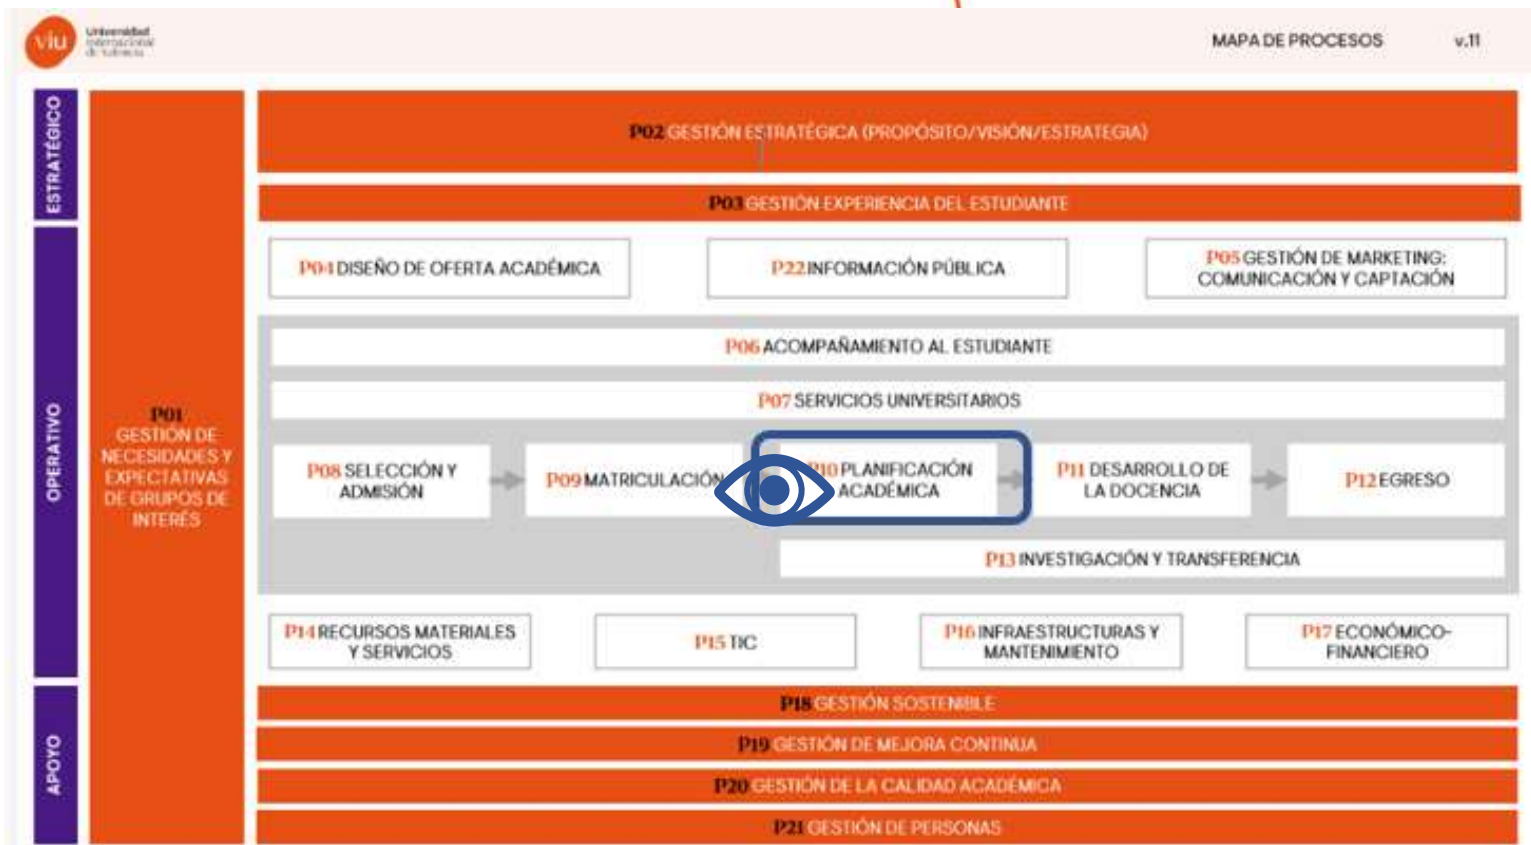 viu
Universidad
Internacional
de Valencia
MAPA DE PROCESOS v.11
ESTRATÉGICO
P02 GESTIÓN ESTRATÉGICA (PROPÓSITO/VISIÓN/ESTRATEGIA)
P03 GESTIÓN EXPERIENCIA DEL ESTUDIANTE
OPERATIVO
P01
GESTIÓN DE
NECESIDADES Y
EXPECTATIVAS
DE GRUPOS DE
INTERÉS
P04 DISEÑO DE OFERTA ACADÉMICA
P22 INFORMACIÓN PÚBLICA
P05 GESTIÓN DE MARKETING:
COMUNICACIÓN Y CAPTACIÓN
P06 ACOMPAÑAMIENTO AL ESTUDIANTE
P07 SERVICIOS UNIVERSITARIOS
P08 SELECCIÓN Y
ADMISIÓN
P09 MATRICULACIÓN
P10 PLANIFICACIÓN
ACADÉMICA
P11 DESARROLLO DE
LA DOCENCIA
P12 EGRESO
P13 INVESTIGACIÓN Y TRANSFERENCIA
P14 RECURSOS MATERIALES
Y SERVICIOS
P15 TIC
P16 INFRAESTRUCTURAS Y
MANTENIMIENTO
P17 ECONÓMICO-
FINANCIERO
APOYO
P18 GESTIÓN SOSTENIBLE
P19 GESTIÓN DE MEJORA CONTINUA
P20 GESTIÓN DE LA CALIDAD ACADÉMICA
P21 GESTIÓN DE PERSONAS